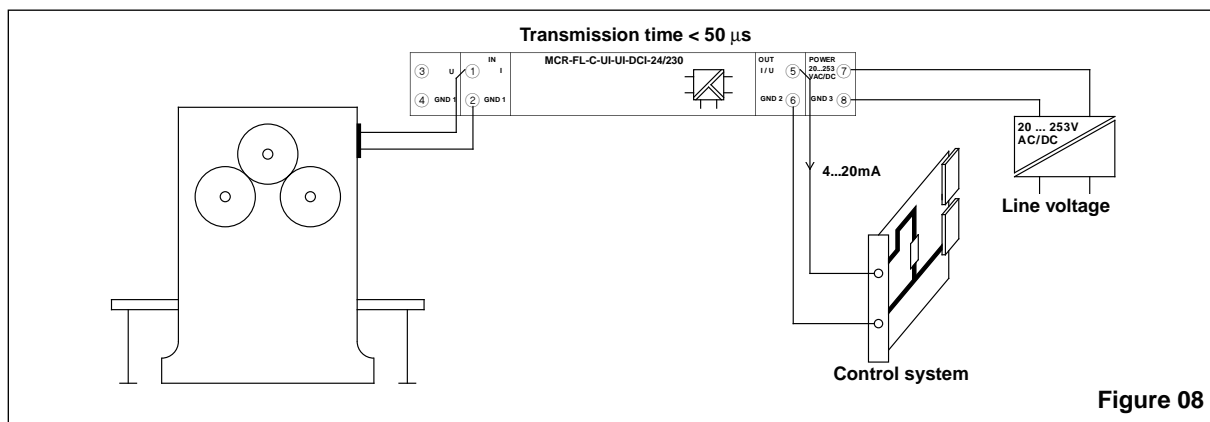 Transmission time < 50 μs
MCR-FL-C-UI-UI-DCI-24/230
IN
3 U 1 I
4 GND 1 2 GND 1
OUT
I / U 5
GND 2 6
POWER
20...253
VAC/DC
7
GND 3 8
20 ... 253V
AC/DC
4...20mA
Line voltage
Control system
Figure 08